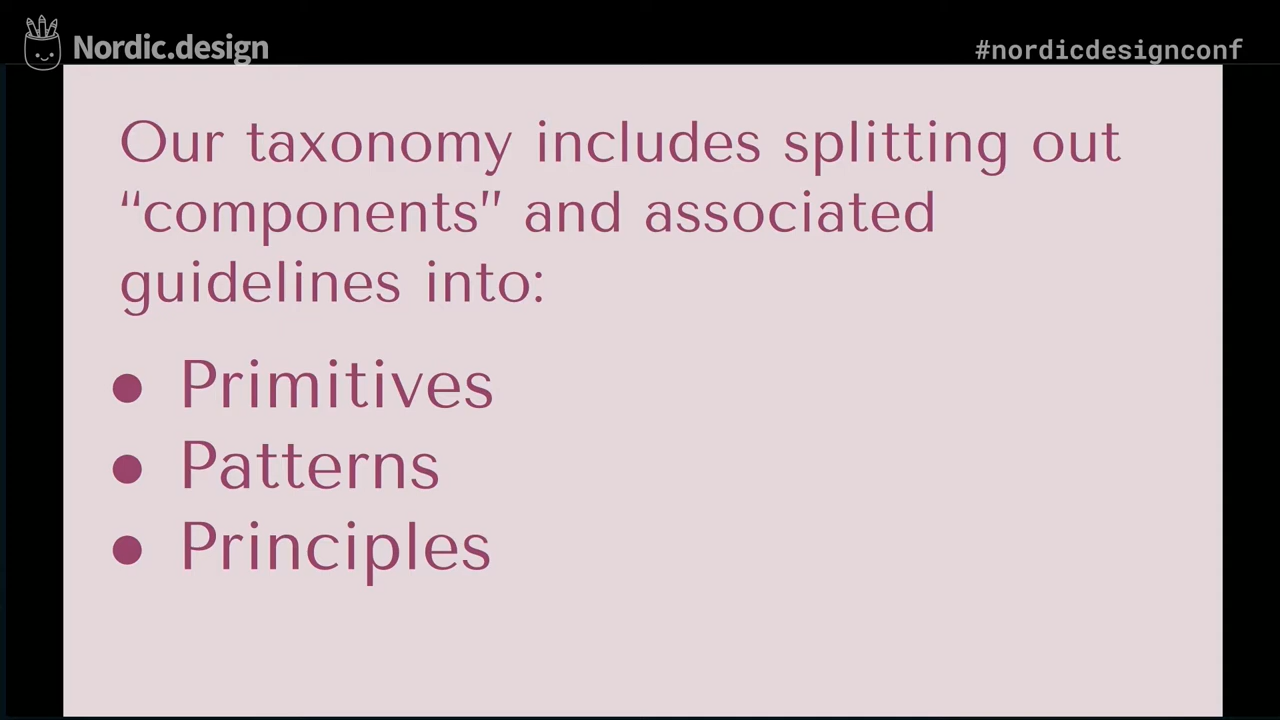 Nordic.design
#nordicdesignconf
Our taxonomy includes splitting out
“components” and associated
guidelines into:
● Primitives
● Patterns
● Principles